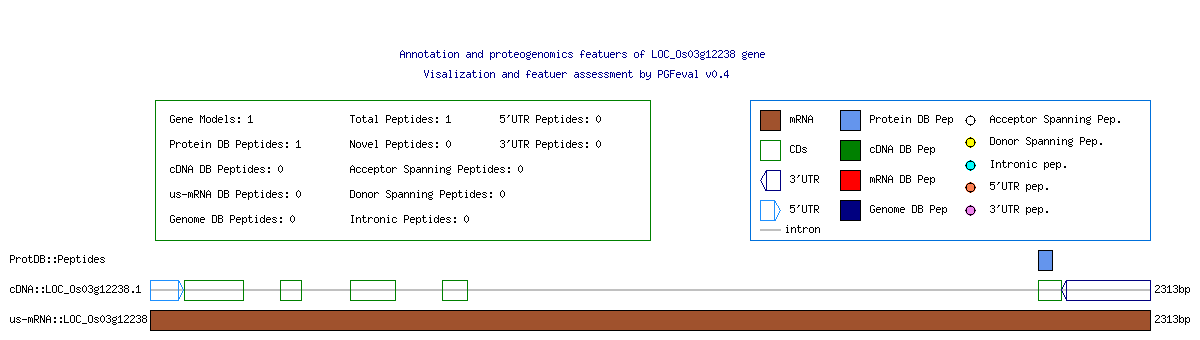 Annotation and proteogenomics featuers of LOC_Os03g12238 gene
Visalization and featuer assessment by PGFeval v0.4
Gene Models: 1 Total Peptides: 1 5'UTR Peptides: 0
Protein DB Peptides: 1 Novel Peptides: 0 3'UTR Peptides: 0
cDNA DB Peptides: 0 Acceptor Spanning Peptides: 0
us-mRNA DB Peptides: 0 Donor Spanning Peptides: 0
Genome DB Peptides: 0 Intronic Peptides: 0
mRNA Protein DB Pep Acceptor Spanning Pep.
CDs cDNA DB Pep Donor Spanning Pep.
3'UTR mRNA DB Pep Intronic pep.
5'UTR Genome DB Pep 5'UTR pep.
intron 3'UTR pep.
ProtDB::Peptides
cDNA::LOC_Os03g12238.1 2313bp
us-mRNA::LOC_Os03g12238 2313bp